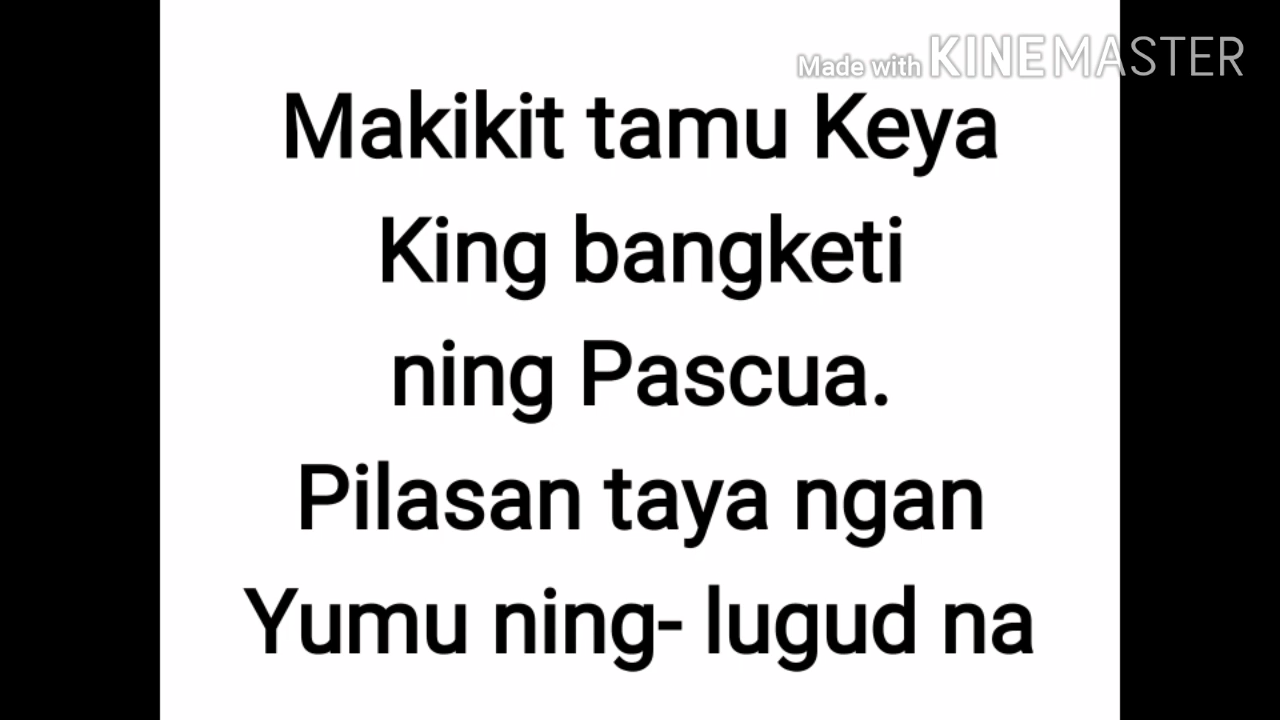 Made with KINEMASTER
Makikit tamu Keya
King bangketi
ning Pascua.
Pilasan taya ngan
Yumu ning- lugud na